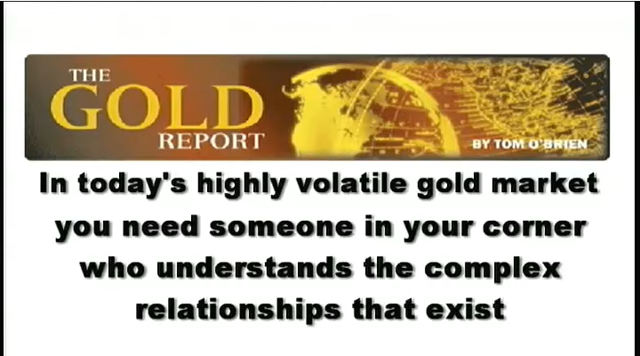 THE
GOLD
REPORT
BY TOM O'BRIEN
In today's highly volatile gold market
you need someone in your corner
who understands the complex
relationships that exist